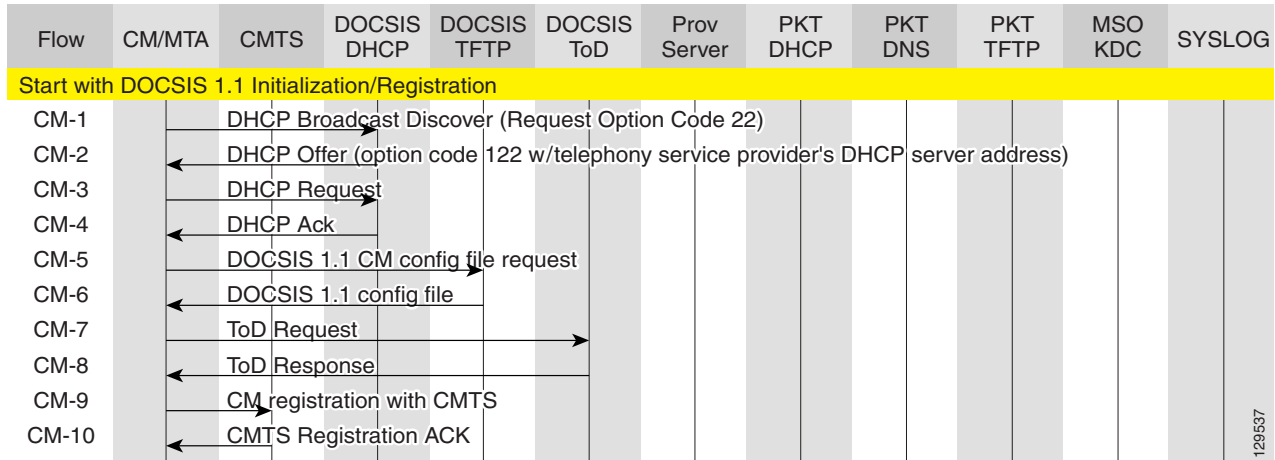 Flow CM/MTA CMTS DOCSIS DHCP DOCSIS TFTP DOCSIS ToD Prov Server PKT DHCP PKT DNS PKT TFTP MSO KDC SYSLOG
Start with DOCSIS 1.1 Initialization/Registration
CM-1 DHCP Broadcast Discover (Request Option Code 22)
CM-2 DHCP Offer (option code 122 w/telephony service provider's DHCP server address)
CM-3 DHCP Request
CM-4 DHCP Ack
CM-5 DOCSIS 1.1 CM config file request
CM-6 DOCSIS 1.1 config file
CM-7 ToD Request
CM-8 ToD Response
CM-9 CM registration with CMTS
CM-10 CMTS Registration ACK
129537